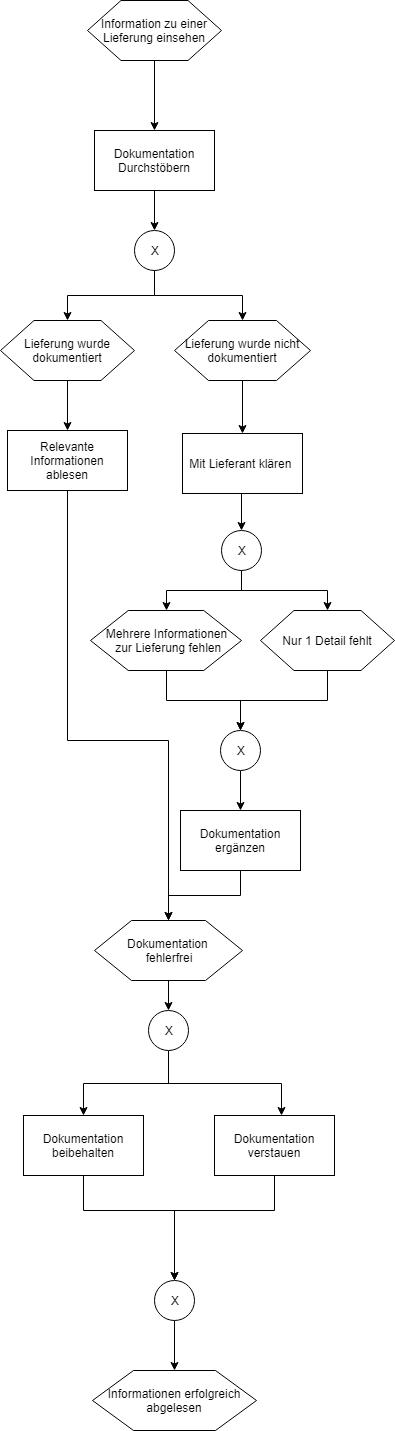 Information zu einer
Lieferung einsehen
Dokumentation
Durchstöbern
X
Lieferung wurde
dokumentiert
Lieferung wurde nicht
dokumentiert
Relevante
Informationen
ablesen
Mit Lieferant klären
X
Mehrere Informationen
zur Lieferung fehlen
Nur 1 Detail fehlt
X
Dokumentation
ergänzen
Dokumentation
fehlerfrei
X
Dokumentation
beibehalten
Dokumentation
verstauen
X
Informationen erfolgreich
abgelesen